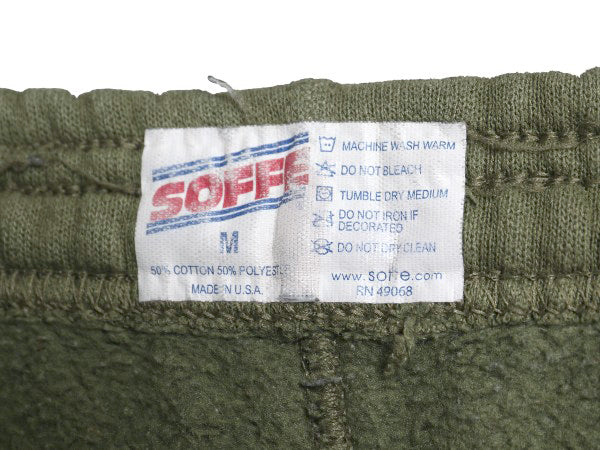 SOFFE
M
50% COTTON 50% POLYEST
MADE IN U.S.A.
MACHINE WASH WARM
DO NOT BLEACH
TUMBLE DRY MEDIUM
DO NOT IRON IF
DECORATED
DO NOT DRY CLEAN
www.soffe.com
RN 49068